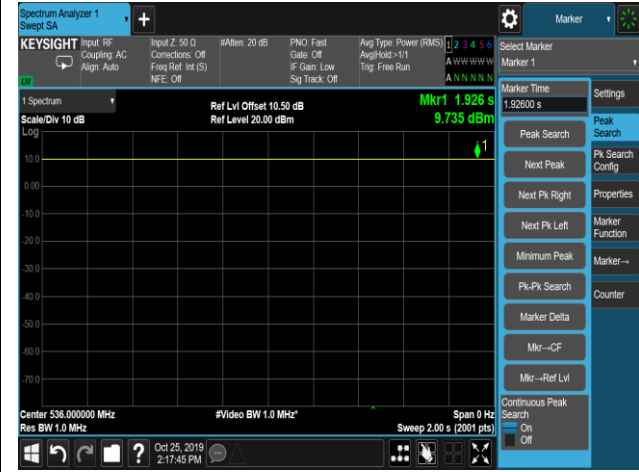 Spectrum Analyzer 1
Swept SA
+
Marker
KEYSIGHT
Input: RF
Coupling: AC
Align: Auto
Input Z: 50 Ω
Corrections: Off
Freq Ref: Int (S)
NFE: Off
#Atten: 20 dB
PNO: Fast
Gate: Off
IF Gain: Low
Sig Track: Off
Avg Type: Power (RMS)
Avg|Hold:>1/1
Trig: Free Run
1 2 3 4 5 6
A W W W W W
A N N N N N
LXI
Select Marker
Marker 1
1 Spectrum
Scale/Div 10 dB
Log
Ref Lvl Offset 10.50 dB
Ref Level 20.00 dBm
Mkr1 1.926 s
9.735 dBm
1
10.0
0.00
-10.0
-20.0
-30.0
-40.0
-50.0
-60.0
-70.0
Center 536.000000 MHz
Res BW 1.0 MHz
#Video BW 1.0 MHz*
Span 0 Hz
Sweep 2.00 s (2001 pts)
Marker Time
1.92600 s
Peak Search
Next Peak
Next Pk Right
Next Pk Left
Minimum Peak
Pk-Pk Search
Marker Delta
Mkr→CF
Mkr→Ref Lvl
Continuous Peak
Search
On
Off
Settings
Peak
Search
Pk Search
Config
Properties
Marker
Function
Marker→
Counter
?
Oct 25, 2019
2:17:45 PM